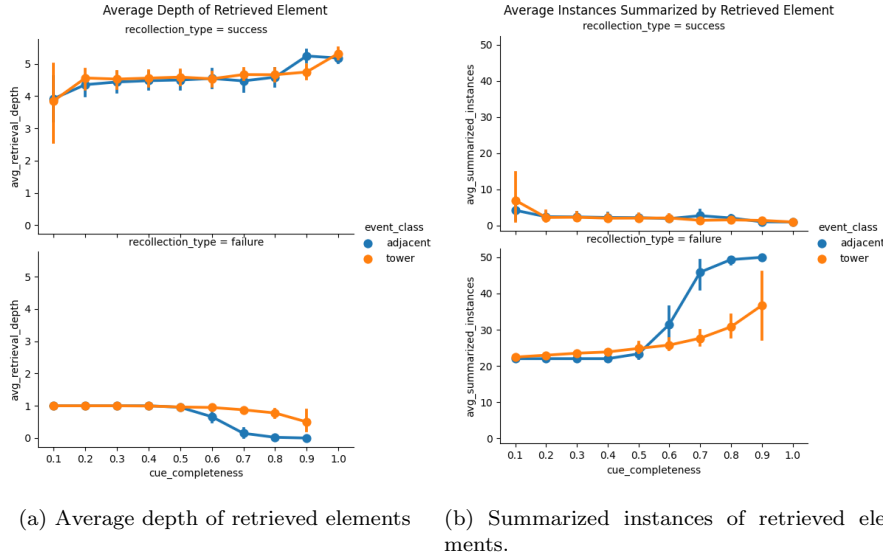 Average Depth of Retrieved Element
recollection_type = success
5
4
3
2
1
0
avg_retrieval_depth
recollection_type = failure
5
4
3
2
1
0
avg_retrieval_depth
0.1 0.2 0.3 0.4 0.5 0.6 0.7 0.8 0.9 1.0
cue_completeness
event_class
adjacent
tower
(a) Average depth of retrieved elements
Average Instances Summarized by Retrieved Element
recollection_type = success
50
40
30
20
10
0
avg_summarized_instances
recollection_type = failure
50
40
30
20
10
0
avg_summarized_instances
0.1 0.2 0.3 0.4 0.5 0.6 0.7 0.8 0.9 1.0
cue_completeness
event_class
adjacent
tower
(b) Summarized instances of retrieved ele
ments.